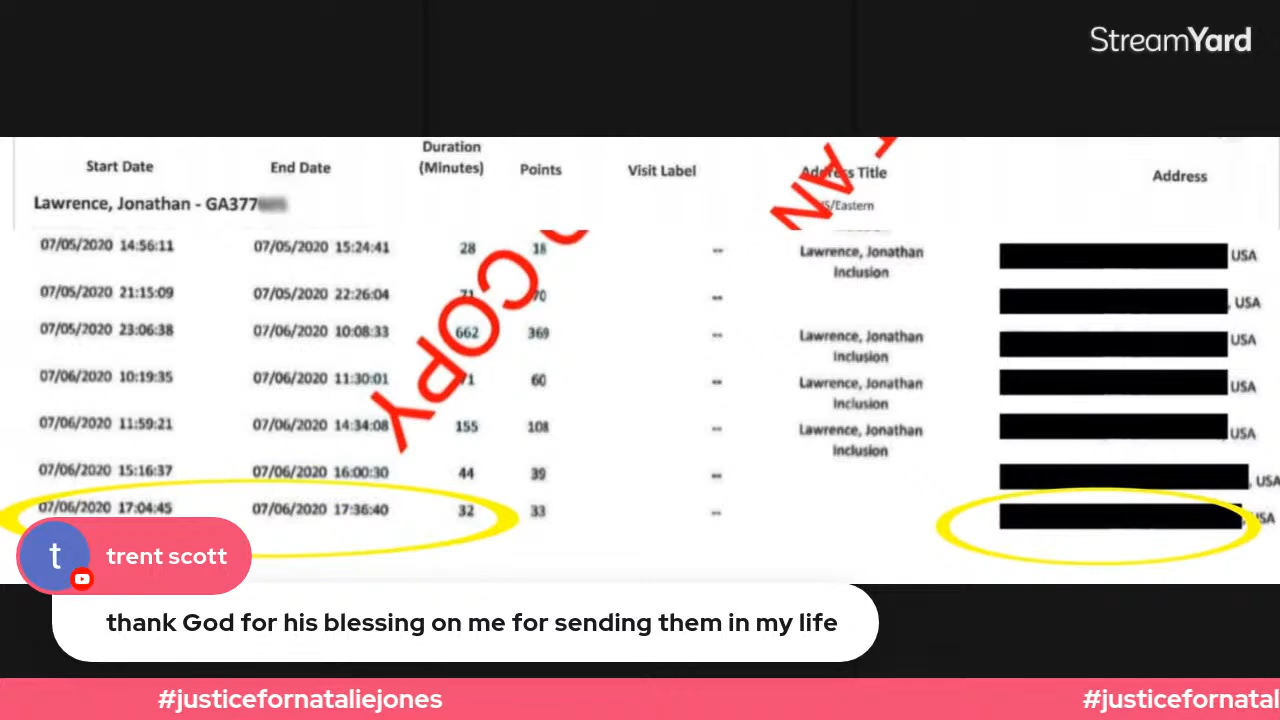 StreamYard
Start Date End Date Duration (Minutes) Points Visit Label Address Title Address
Lawrence, Jonathan - GA377 US/Eastern
07/05/2020 14:56:11 07/05/2020 15:24:41 28 18 -- Lawrence, Jonathan Inclusion USA
07/05/2020 21:15:09 07/05/2020 22:26:04 71 70 -- , USA
07/05/2020 23:06:38 07/06/2020 10:08:33 662 369 -- Lawrence, Jonathan Inclusion USA
07/06/2020 10:19:35 07/06/2020 11:30:01 71 60 -- Lawrence, Jonathan Inclusion USA
07/06/2020 11:59:21 07/06/2020 14:34:08 155 108 -- Lawrence, Jonathan Inclusion USA
07/06/2020 15:16:37 07/06/2020 16:00:30 44 39 -- , USA
07/06/2020 17:04:45 07/06/2020 17:36:40 32 33 -- USA
COPY
AN
t
trent scott
thank God for his blessing on me for sending them in my life
#justicefornataliejones
#justicefornatal